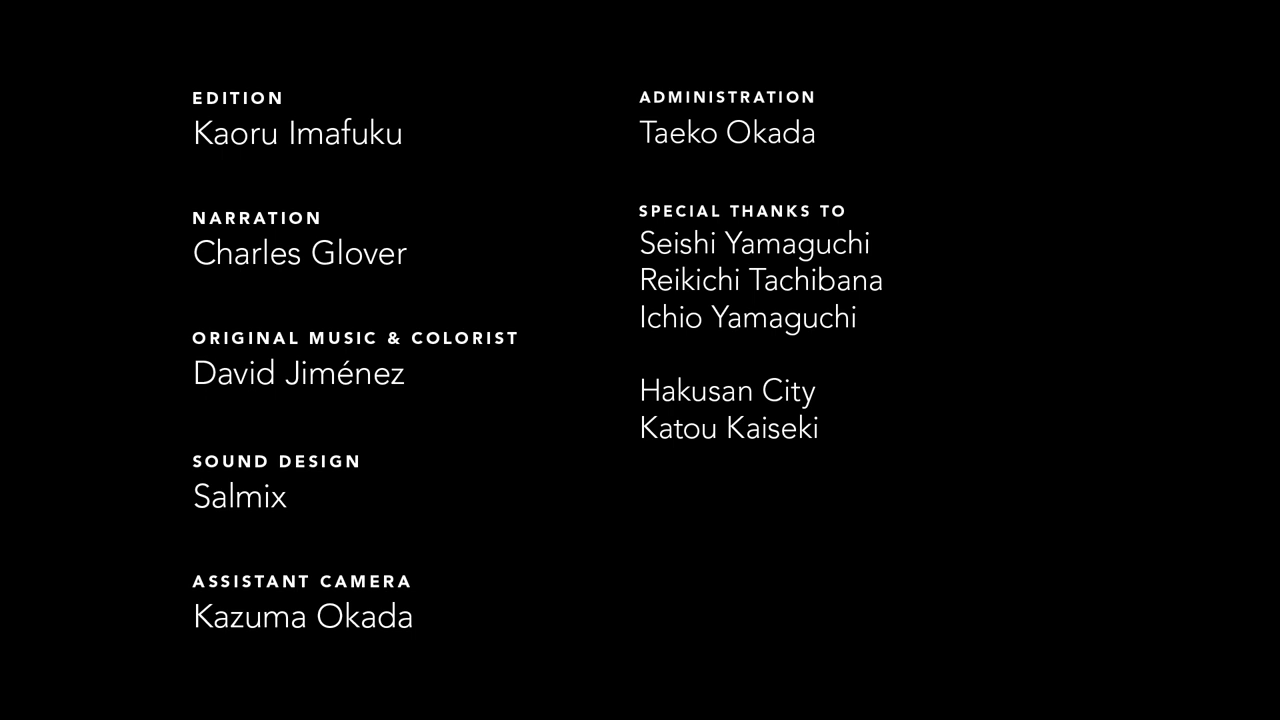 EDITION
Kaoru Imafuku
NARRATION
Charles Glover
ORIGINAL MUSIC & COLORIST
David Jiménez
SOUND DESIGN
Salmix
ASSISTANT CAMERA
Kazuma Okada
ADMINISTRATION
Taeko Okada
SPECIAL THANKS TO
Seishi Yamaguchi
Reikichi Tachibana
Ichio Yamaguchi
Hakusan City
Katou Kaiseki